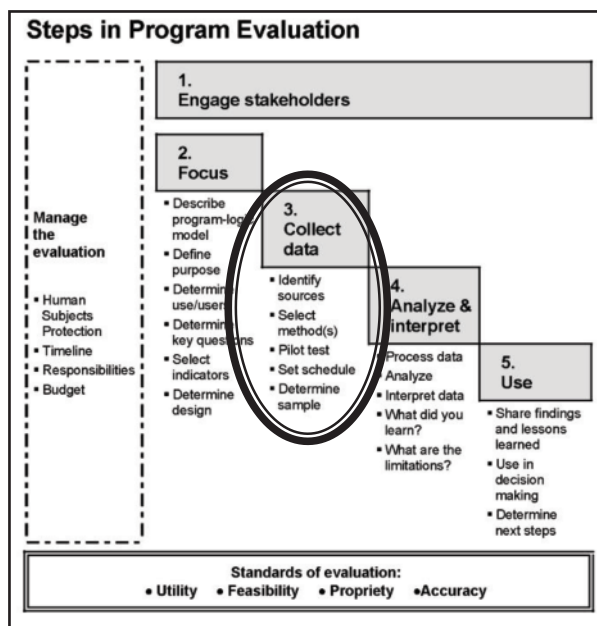 Steps in Program Evaluation
1.
Engage stakeholders
2.
Focus
▪ Describe
program-logic
model
▪ Define
purpose
▪ Determine
use/users
▪ Determine
key questions
▪ Select
indicators
▪ Determine
design
Manage
the
evaluation
▪ Human
Subjects
Protection
▪ Timeline
▪ Responsibilities
▪ Budget
3.
Collect
data
▪ Identify
sources
▪ Select
method(s)
▪ Pilot test
▪ Set schedule
▪ Determine
sample
4.
Analyze &
interpret
▪ Process data
▪ Analyze
▪ Interpret data
▪ What did you
learn?
▪ What are the
limitations?
5.
Use
▪ Share findings
and lessons
learned
▪ Use in
decision
making
▪ Determine
next steps
Standards of evaluation:
• Utility • Feasibility • Propriety •Accuracy